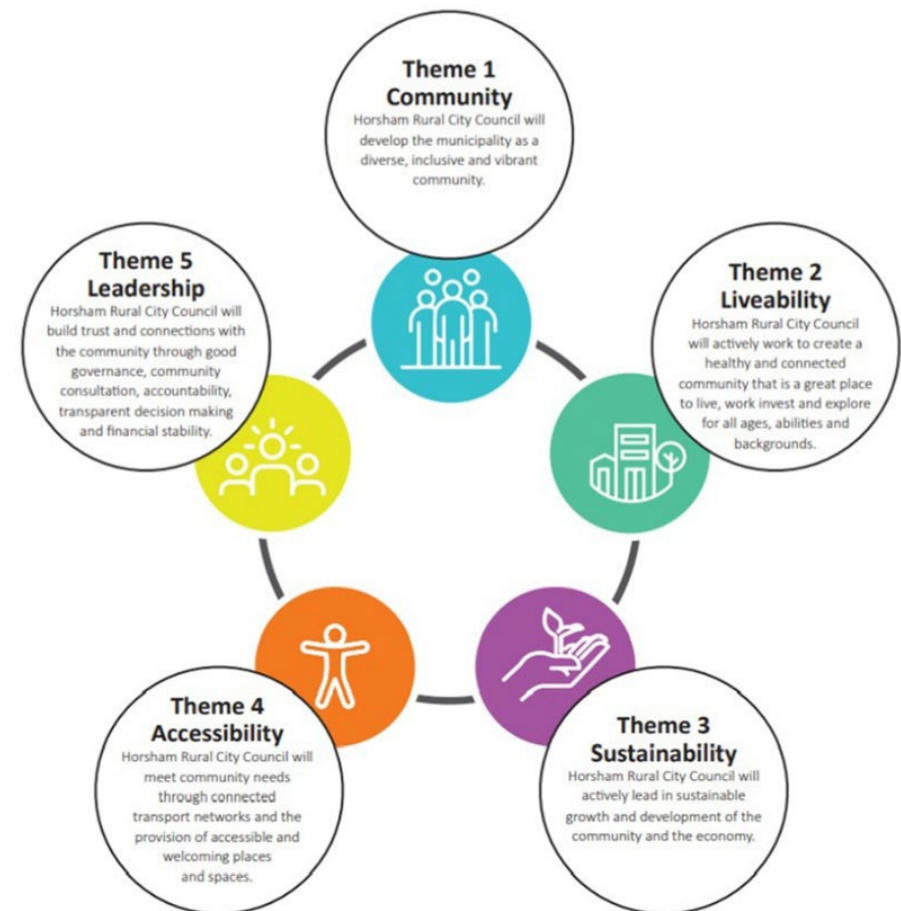 Theme 1
Community
Horsham Rural City Council will
develop the municipality as a
diverse, inclusive and vibrant
community.
Theme 2
Liveability
Horsham Rural City Council
will actively work to create a
healthy and connected
community that is a great place
to live, work invest and explore
for all ages, abilities and
backgrounds.
Theme 3
Sustainability
Horsham Rural City Council will
actively lead in sustainable
growth and development of the
community and the economy.
Theme 4
Accessibility
Horsham Rural City Council will
meet community needs
through connected
transport networks and the
provision of accessible and
welcoming places
and spaces.
Theme 5
Leadership
Horsham Rural City Council will
build trust and connections with
the community through good
governance, community
consultation, accountability,
transparent decision making
and financial stability.